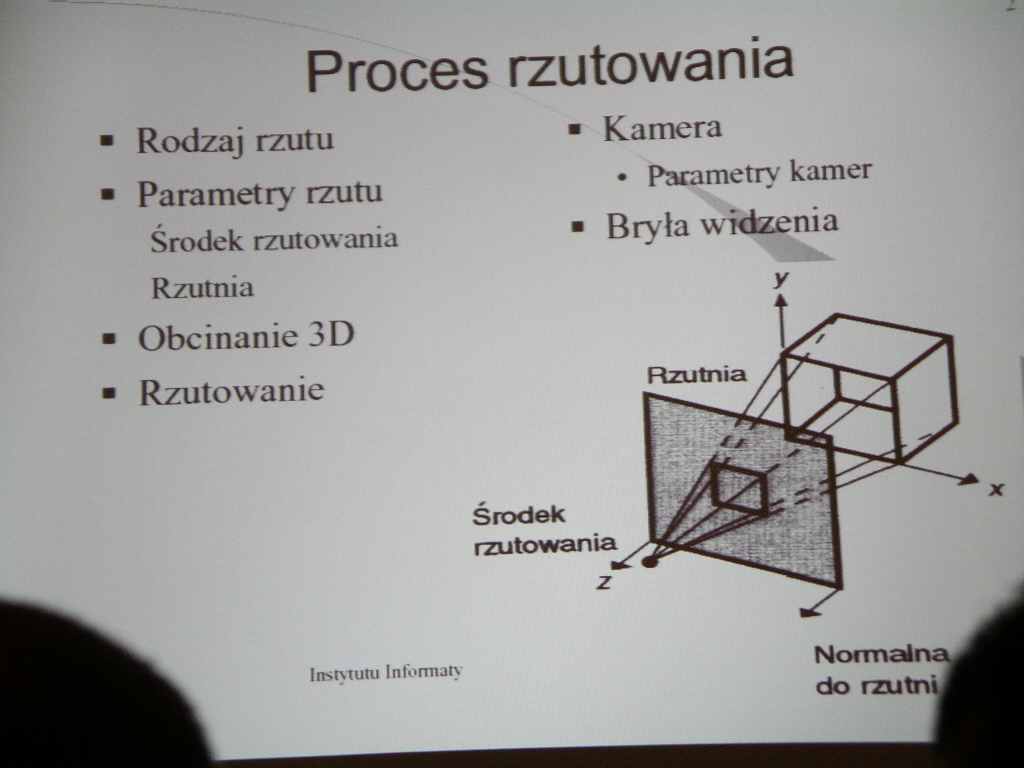 Proces rzutowania
Rodzaj rzutu
Parametry rzutu
Środek rzutowania
Rzutnia
Obcinanie 3D
Rzutowanie
Kamera
Parametry kamer
Bryła widzenia
y
Rzutnia
x
Środek
rzutowania
z
Normalna
do rzutni
Instytutu Informaty
2